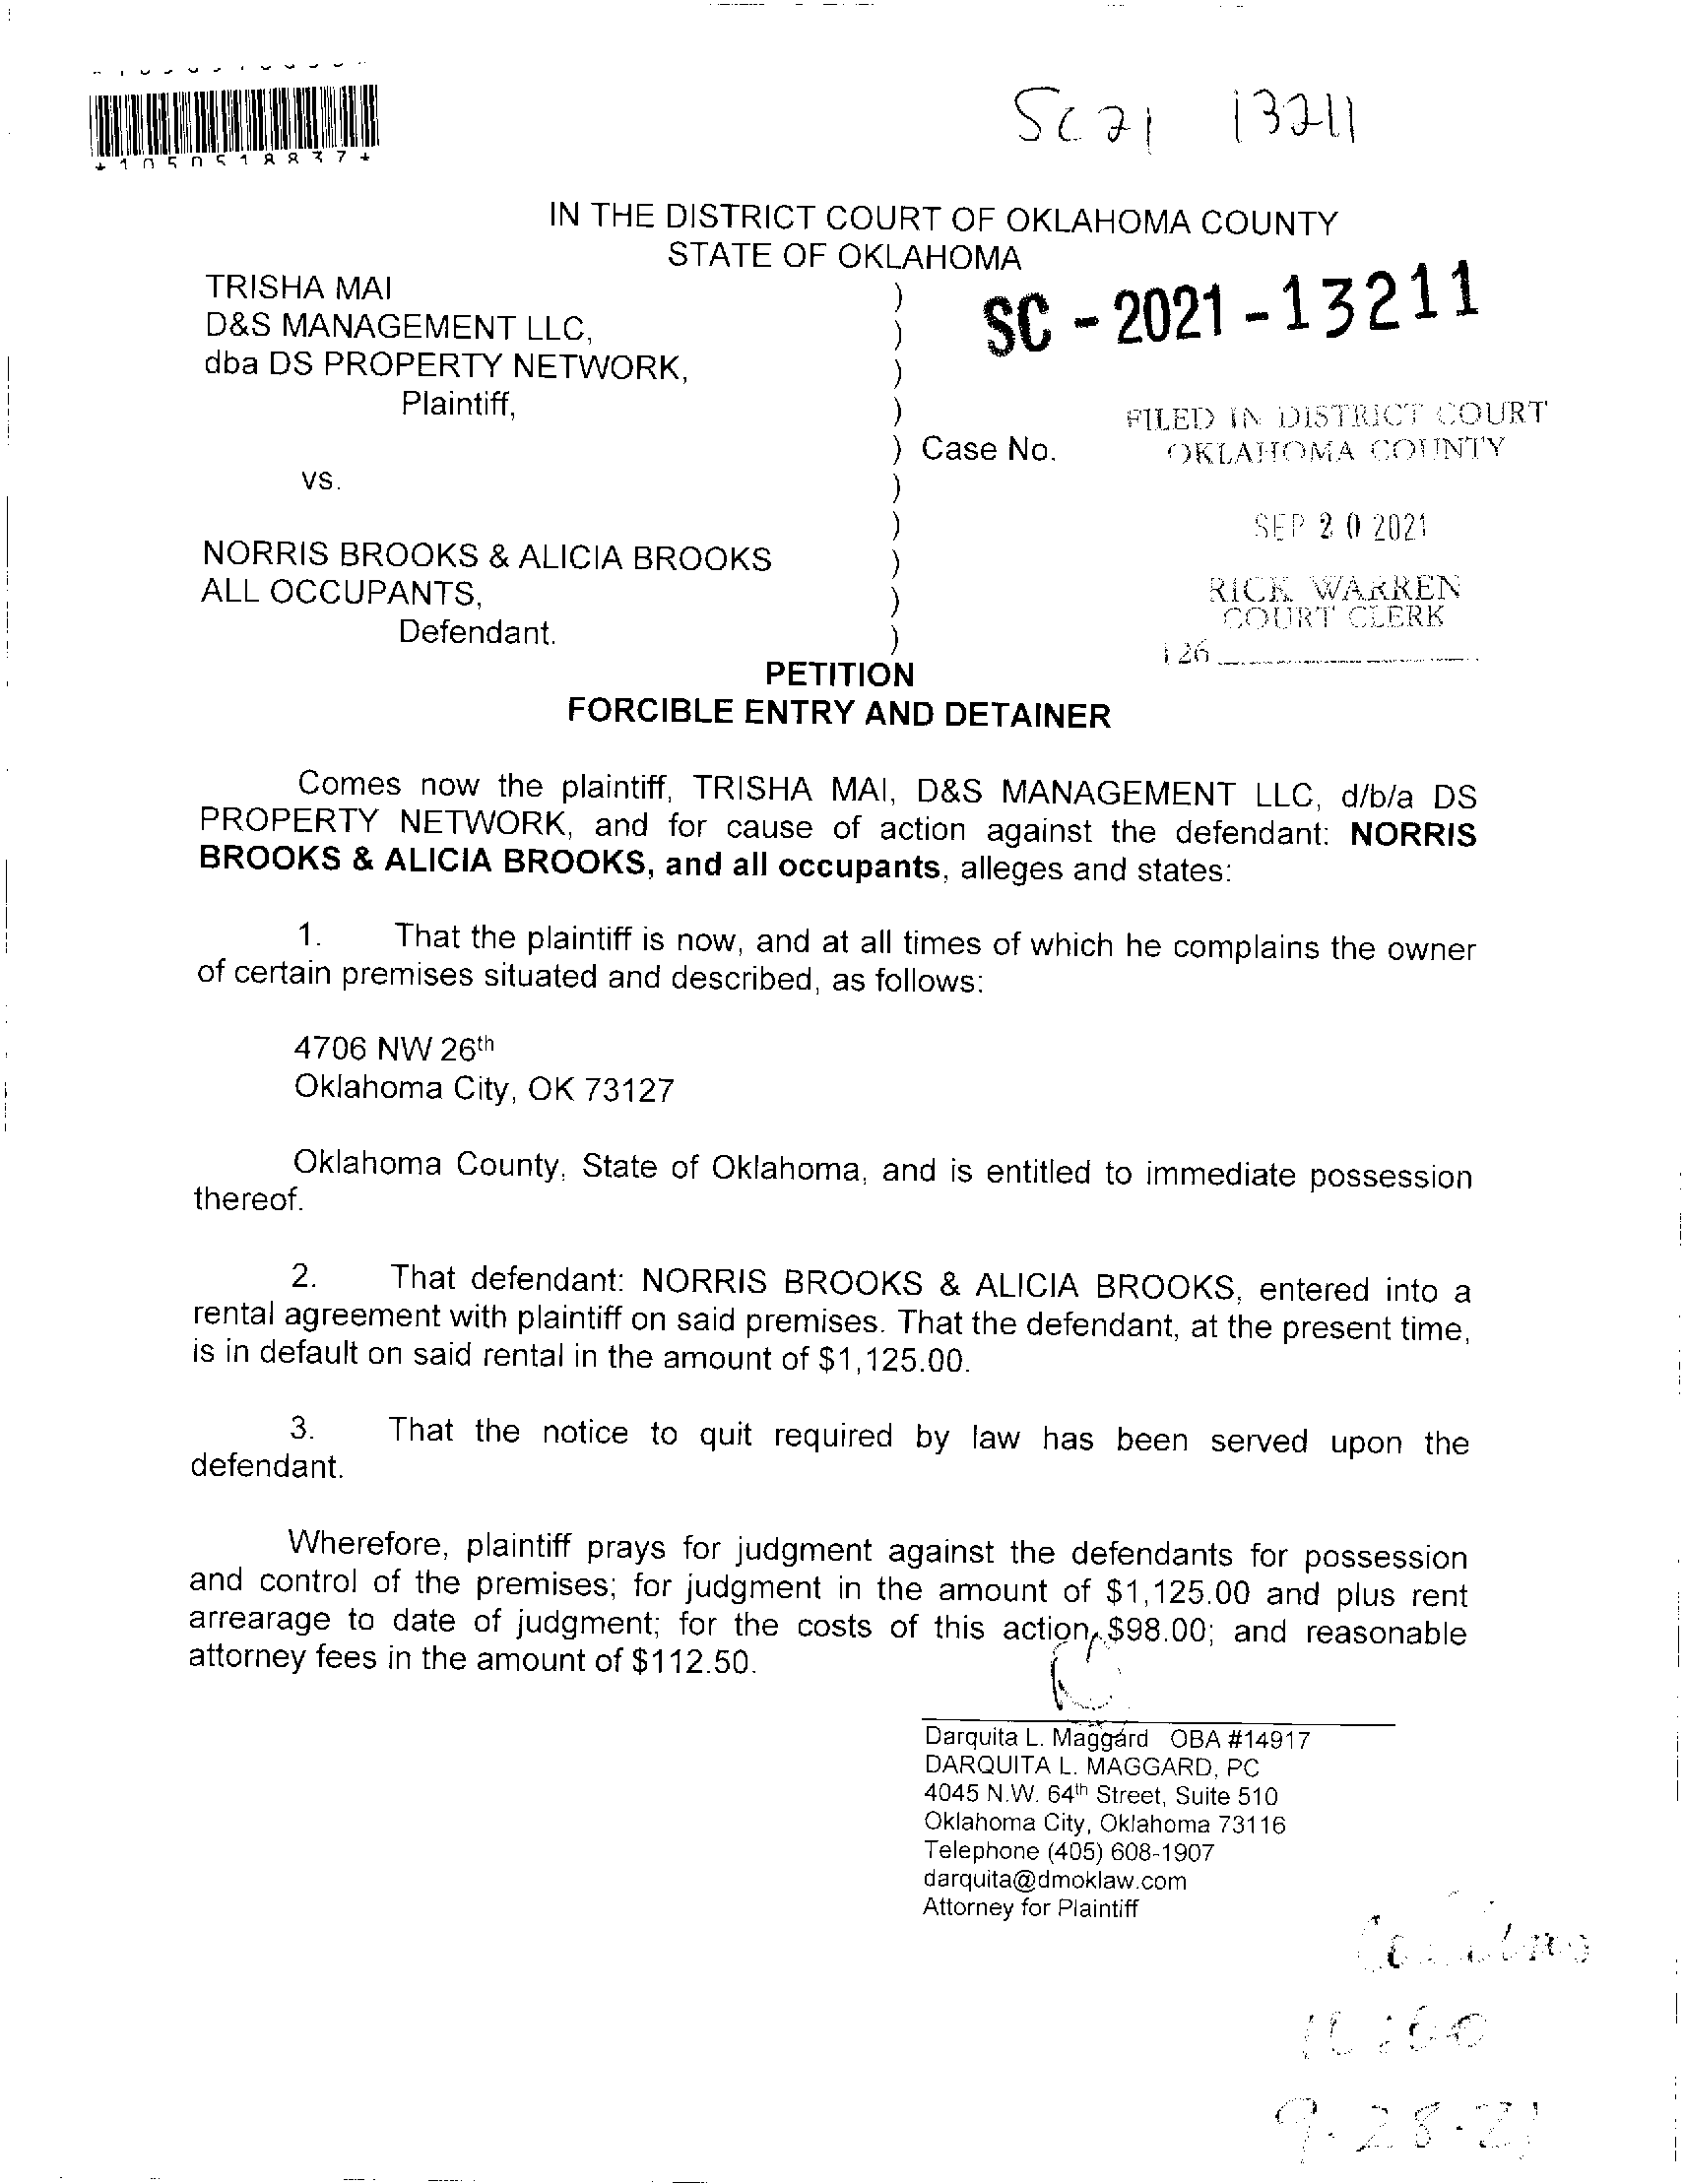 *1050518837*
SC 21 13211
IN THE DISTRICT COURT OF OKLAHOMA COUNTY
STATE OF OKLAHOMA
TRISHA MAI )
D&S MANAGEMENT LLC, ) SC - 2021 - 13211
dba DS PROPERTY NETWORK, )
Plaintiff, ) FILED IN DISTRICT COURT
) Case No. OKLAHOMA COUNTY
vs. )
) SEP 20 2021
NORRIS BROOKS & ALICIA BROOKS )
ALL OCCUPANTS, ) RICK WARREN
COURT CLERK
Defendant. )
126
PETITION
FORCIBLE ENTRY AND DETAINER
Comes now the plaintiff, TRISHA MAI, D&S MANAGEMENT LLC, d/b/a DS
PROPERTY NETWORK, and for cause of action against the defendant: NORRIS
BROOKS & ALICIA BROOKS, and all occupants, alleges and states:
1. That the plaintiff is now, and at all times of which he complains the owner
of certain premises situated and described, as follows:
4706 NW 26th
Oklahoma City, OK 73127
Oklahoma County, State of Oklahoma, and is entitled to immediate possession
thereof.
2. That defendant: NORRIS BROOKS & ALICIA BROOKS, entered into a
rental agreement with plaintiff on said premises. That the defendant, at the present time,
is in default on said rental in the amount of $1,125.00.
3. That the notice to quit required by law has been served upon the
defendant.
Wherefore, plaintiff prays for judgment against the defendants for possession
and control of the premises; for judgment in the amount of $1,125.00 and plus rent
arrearage to date of judgment; for the costs of this action, $98.00; and reasonable
attorney fees in the amount of $112.50.
Darquita L. Maggard OBA #14917
DARQUITA L. MAGGARD, PC
4045 N.W. 64th Street, Suite 510
Oklahoma City, Oklahoma 73116
Telephone (405) 608-1907
darquita@dmoklaw.com
Attorney for Plaintiff
9-28-21